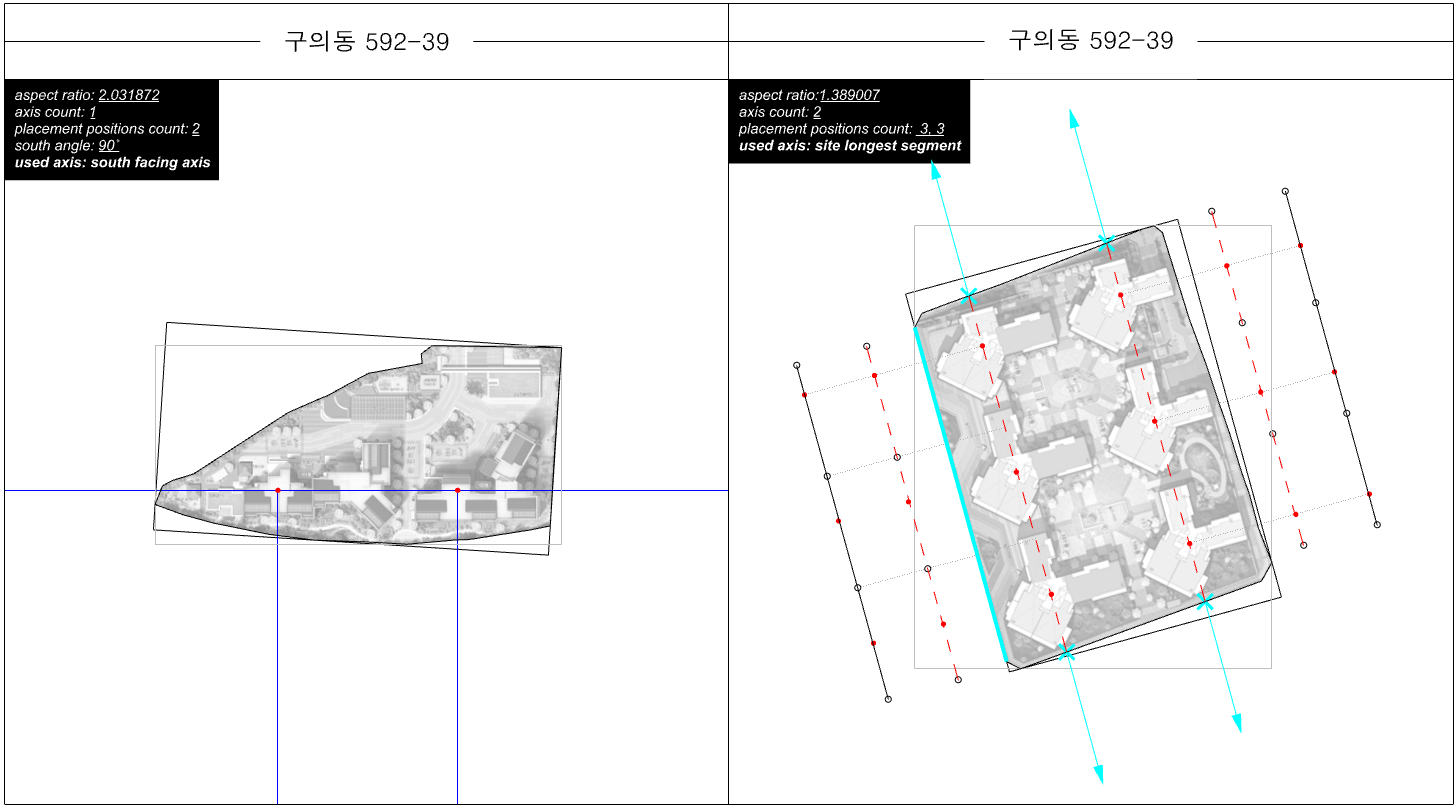 구의동 592-39
aspect ratio: 2.031872
axis count: 1
placement positions count: 2
south angle: 90°
used axis: south facing axis
구의동 592-39
aspect ratio:1.389007
axis count: 2
placement positions count: 3, 3
used axis: site longest segment